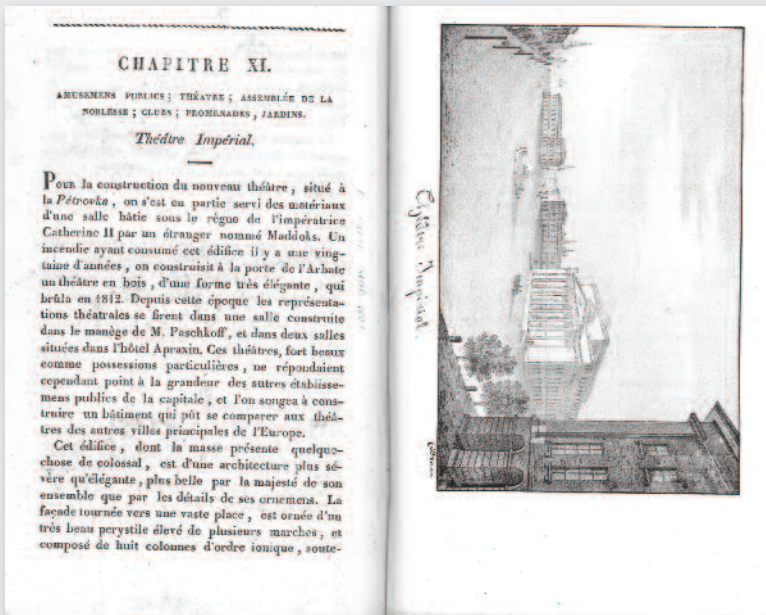 CHAPITRE XI.
AMUSEMENS PUBLICS ; THÉATRE ; ASSEMBLÉE DE LA
NOBLESSE ; CLUBS ; PROMENADES, JARDINS.
Théâtre Impérial.
POUR la construction du nouveau théâtre, situé à
la Pétrovka, on s'est en partie servi des matériaux
d'une salle bâtie sous le règne de l'impératrice
Catherine II par un étranger nommé Maddoks. Un
incendie ayant consumé cet édifice il y a une ving-
taine d'années, on construisit à la porte de l'Arbate
un théâtre en bois, d'une forme très élégante, qui
brûla en 1812. Depuis cette époque les représenta-
tions théâtrales se firent dans une salle construite
dans le manège de M. Paschkoff, et dans deux salles
situées dans l'hôtel Apraxin. Ces théâtres, fort beaux
comme possessions particulières, ne répondaient
cependant point à la grandeur des autres établisse-
mens publics de la capitale, et l'on songea à cons-
truire un bâtiment qui pût se comparer aux théâ-
tres des autres villes principales de l'Europe.
Cet édifice, dont la masse présente quelque-
chose de colossal, est d'une architecture plus sé-
vère qu'élégante, plus belle par la majesté de son
ensemble que par les détails de ses ornemens. La
façade tournée vers une vaste place, est ornée d'un
très beau perystile élevé de plusieurs marches, et
composé de huit colonnes d'ordre ionique, soute-
Théâtre Impérial.